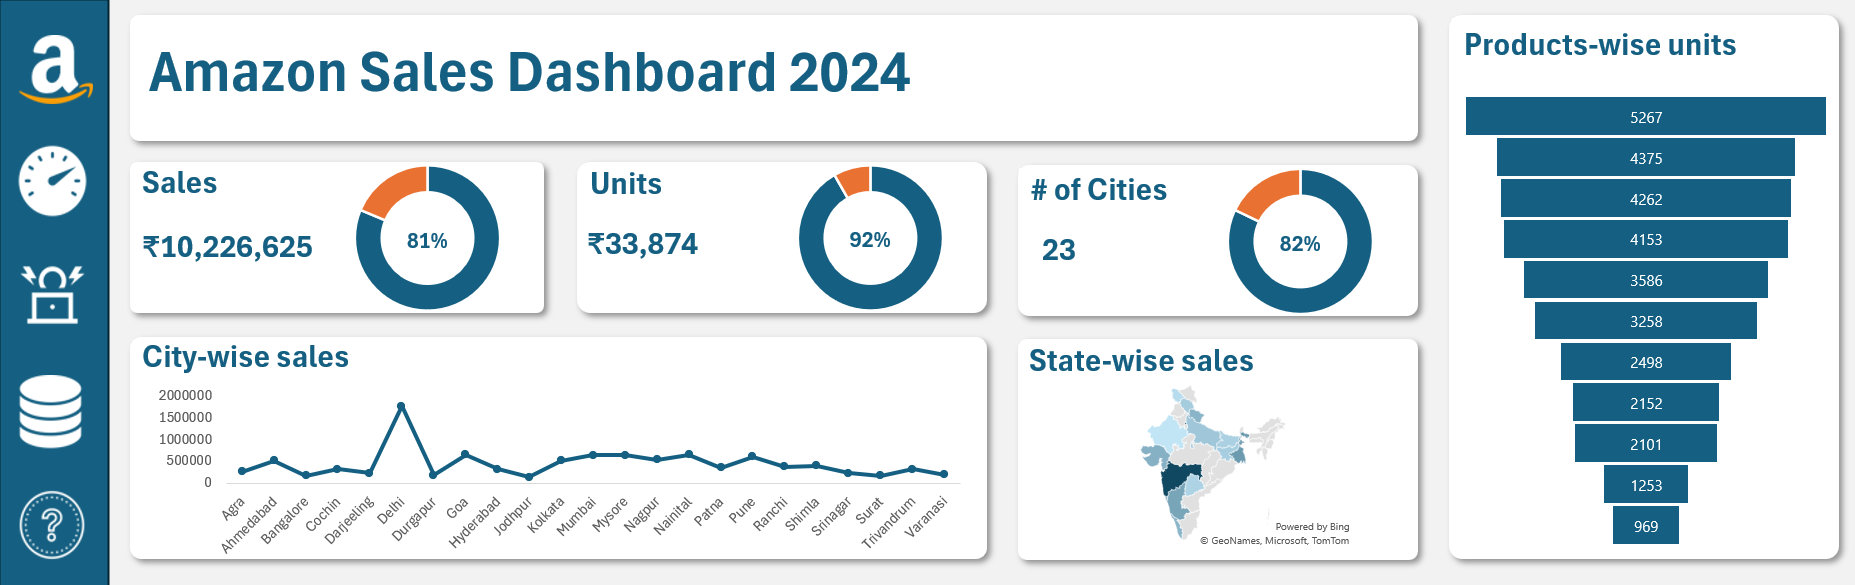 a
Amazon Sales Dashboard 2024
Sales
₹10,226,625
81%
Units
₹33,874
92%
# of Cities
23
82%
City-wise sales
2000000
1500000
1000000
500000
0
Agra
Ahmedabad
Bangalore
Cochin
Darjeeling
Delhi
Durgapur
Goa
Hyderabad
Jodhpur
Kolkata
Mumbai
Mysore
Nagpur
Nainital
Patna
Pune
Ranchi
Shimla
Srinagar
Surat
Trivandrum
Varanasi
State-wise sales
Powered by Bing
© GeoNames, Microsoft, TomTom
Products-wise units
5267
4375
4262
4153
3586
3258
2498
2152
2101
1253
969
?